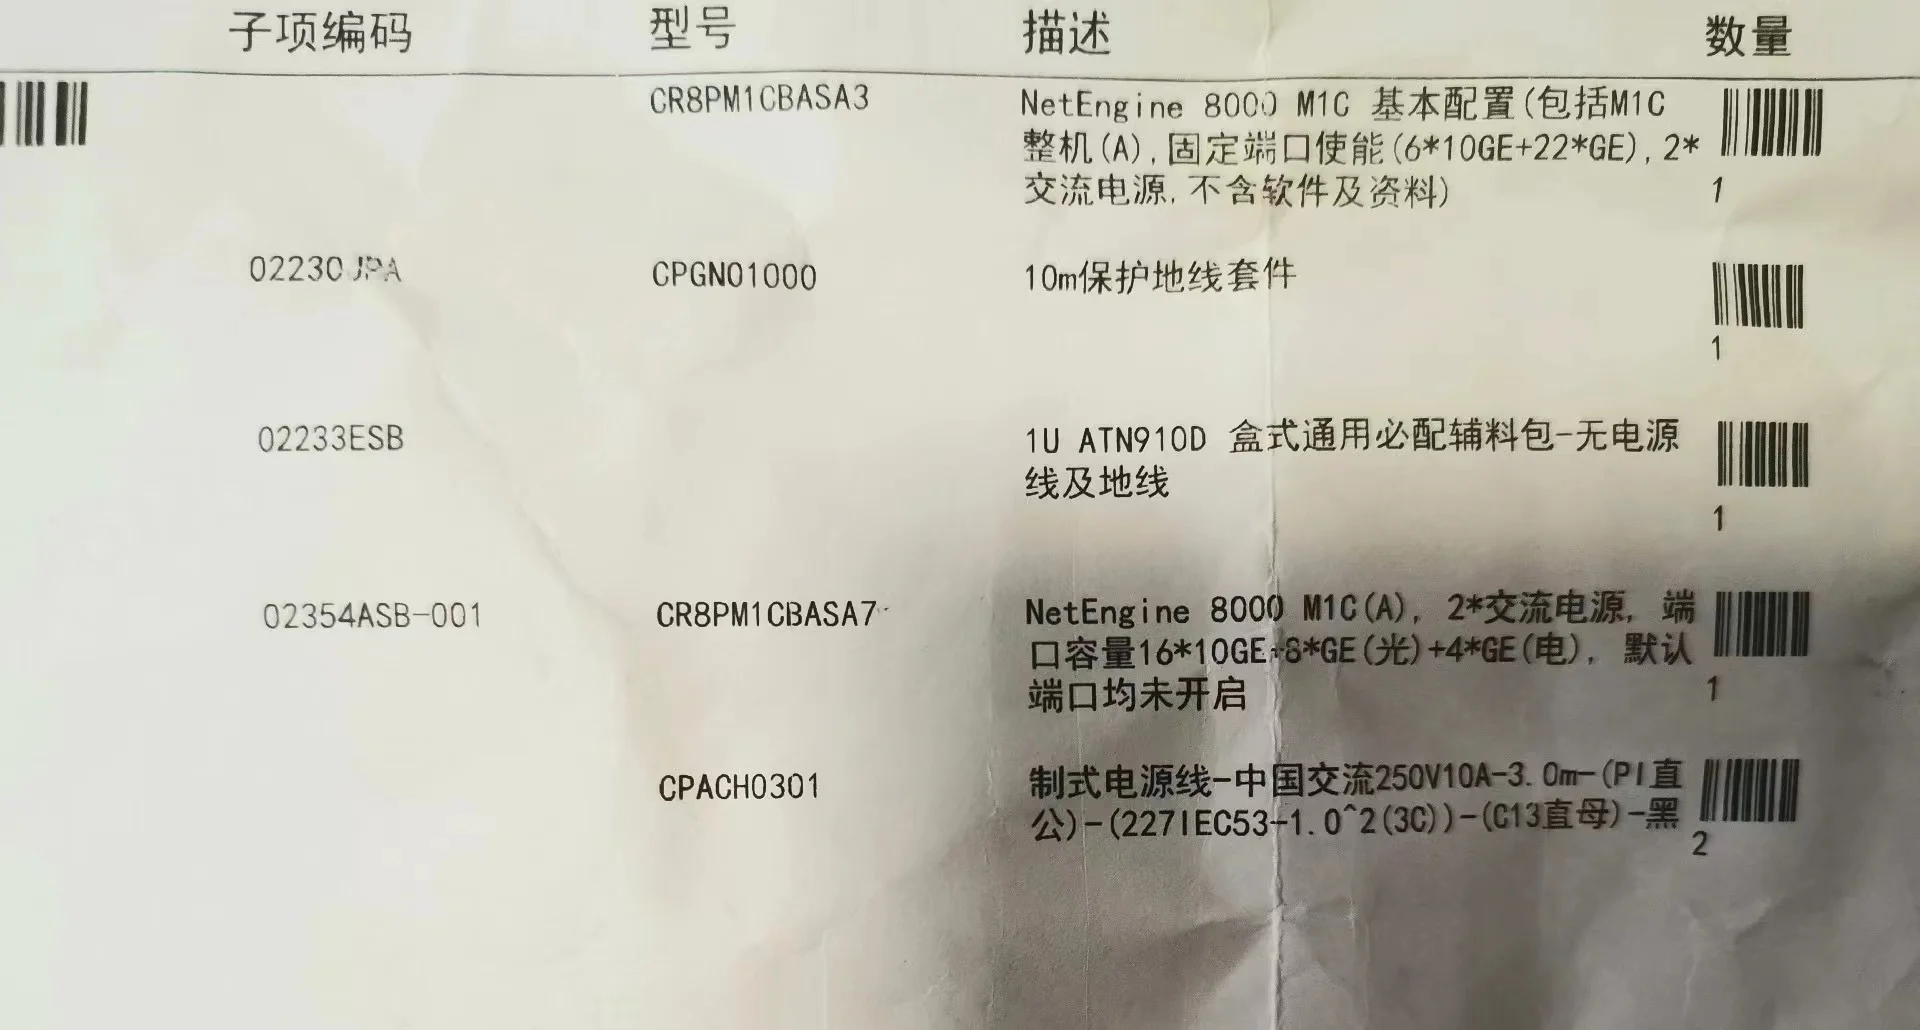 子项编码 型号 描述 数量
CR8PM1CBASA3 NetEngine 8000 M1C 基本配置(包括M1C
整机(A),固定端口使能(6*10GE+22*GE),2*
交流电源,不含软件及资料) 1
02230JPA CPGN01000 10m保护地线套件
1
02233ESB 1U ATN910D 盒式通用必配辅料包-无电源
线及地线
1
02354ASB-001 CR8PM1CBASA7 NetEngine 8000 M1C(A), 2*交流电源, 端
口容量16*10GE+8*GE(光)+4*GE(电), 默认
端口均未开启 1
CPACH0301 制式电源线-中国交流250V10A-3.0m-(PI直
公)-(227IEC53-1.0^2(3C))-(C13直母)-黑
2